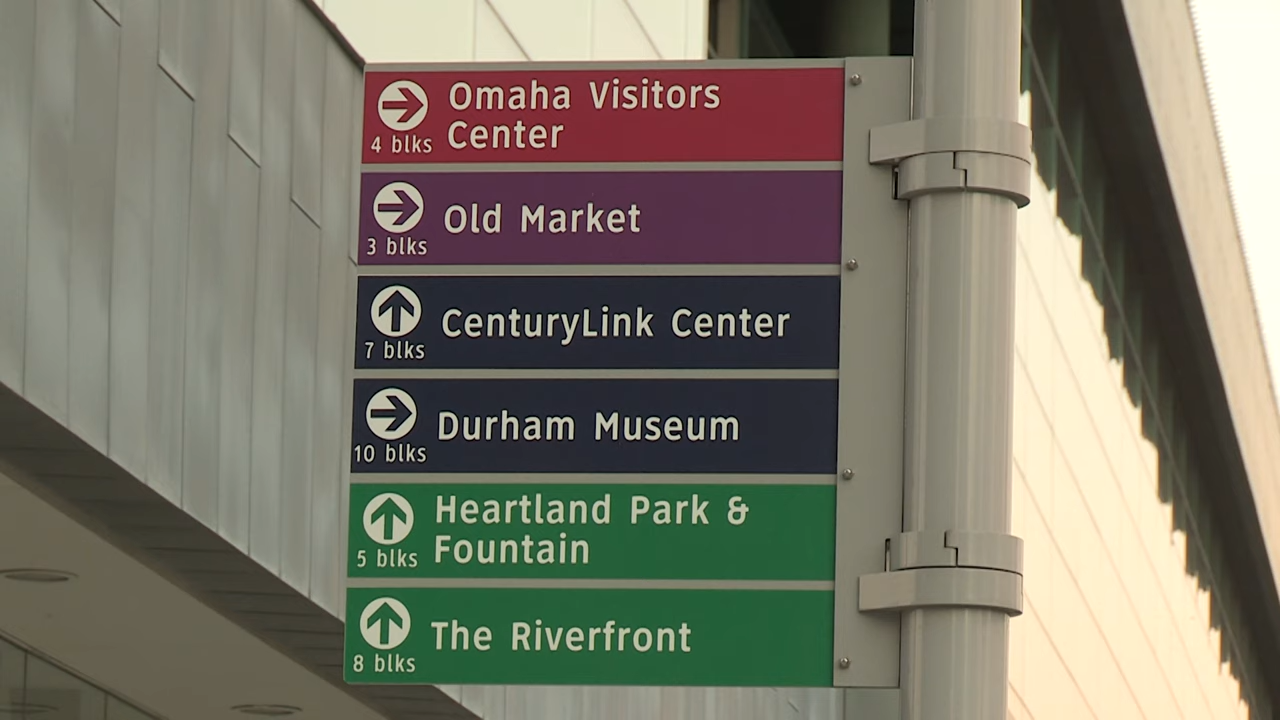 Omaha Visitors
Center
4 blks
Old Market
3 blks
CenturyLink Center
7 blks
Durham Museum
10 blks
Heartland Park &
Fountain
5 blks
The Riverfront
8 blks